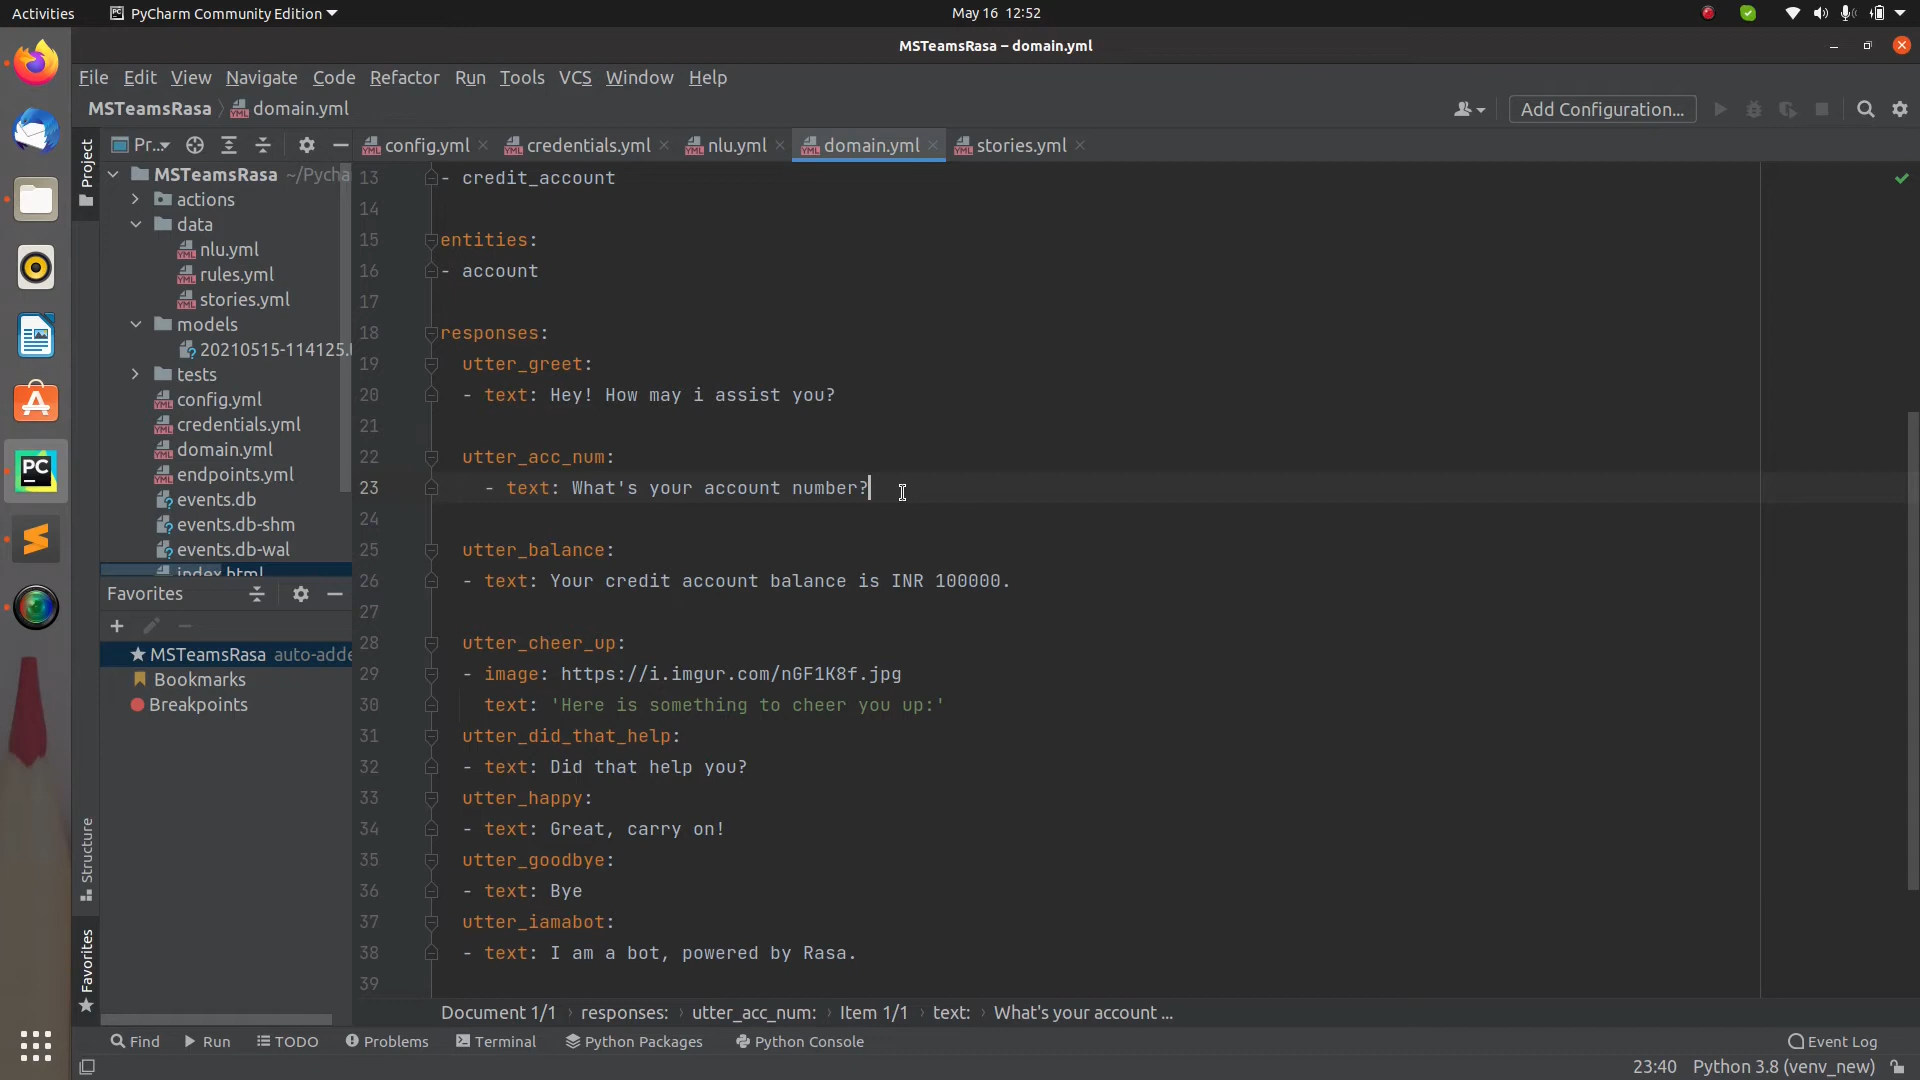 Activities
PyCharm Community Edition
May 16 12:52
MSTeamsRasa – domain.yml
File Edit View Navigate Code Refactor Run Tools VCS Window Help
MSTeamsRasa domain.yml
Add Configuration...
Project
Pr...
config.yml
credentials.yml
nlu.yml
domain.yml
stories.yml
MSTeamsRasa ~/Pycha
actions
data
nlu.yml
rules.yml
stories.yml
models
20210515-114125.
tests
config.yml
credentials.yml
domain.yml
endpoints.yml
events.db
events.db-shm
events.db-wal
index.html
Favorites
MSTeamsRasa auto-adde
Bookmarks
Breakpoints
Structure
Favorites
13 - credit_account
14
15 entities:
16 - account
17
18 responses:
19 utter_greet:
20 - text: Hey! How may i assist you?
21
22 utter_acc_num:
23 - text: What's your account number?
24
25 utter_balance:
26 - text: Your credit account balance is INR 100000.
27
28 utter_cheer_up:
29 - image: https://i.imgur.com/nGF1K8f.jpg
30 text: 'Here is something to cheer you up:'
31 utter_did_that_help:
32 - text: Did that help you?
33 utter_happy:
34 - text: Great, carry on!
35 utter_goodbye:
36 - text: Bye
37 utter_iamabot:
38 - text: I am a bot, powered by Rasa.
39
Document 1/1 › responses: › utter_acc_num: › Item 1/1 › text: › What's your account ...
Find Run TODO Problems Terminal Python Packages Python Console Event Log
23:40 Python 3.8 (venv_new)